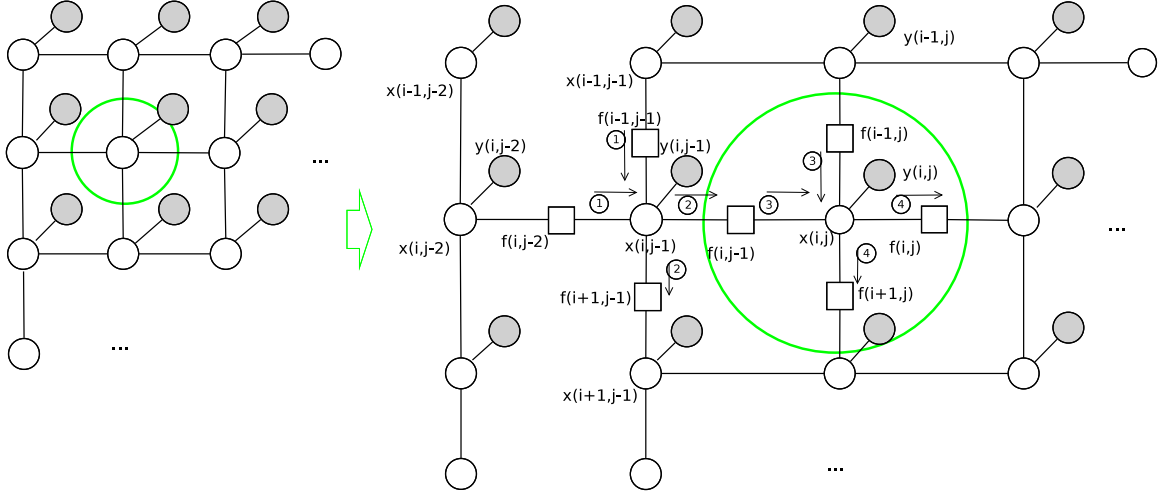 y(i-1,j)
x(i-1,j-2)
x(i-1,j-1)
f(i-1,j-1)
f(i-1,j)
1
y(i,j-2)
y(i,j-1)
3
y(i,j)
...
1
2
3
4
x(i,j-2)
f(i,j-2)
x(i,j-1)
f(i,j-1)
x(i,j)
f(i,j)
...
2
4
f(i+1,j-1)
f(i+1,j)
...
x(i+1,j-1)
...